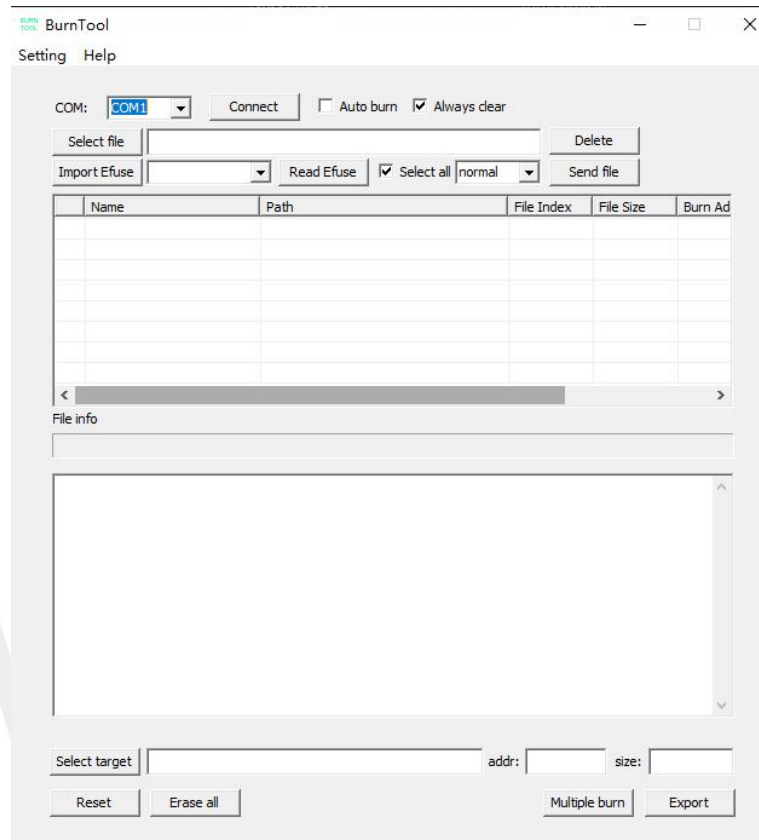 BURN TOOL BurnTool
Setting Help
COM: COM1 Connect Auto burn Always clear
Select file Delete
Import Efuse Read Efuse Select all normal Send file
Name Path File Index File Size Burn Ad
File info
Select target addr: size:
Reset Erase all Multiple burn Export